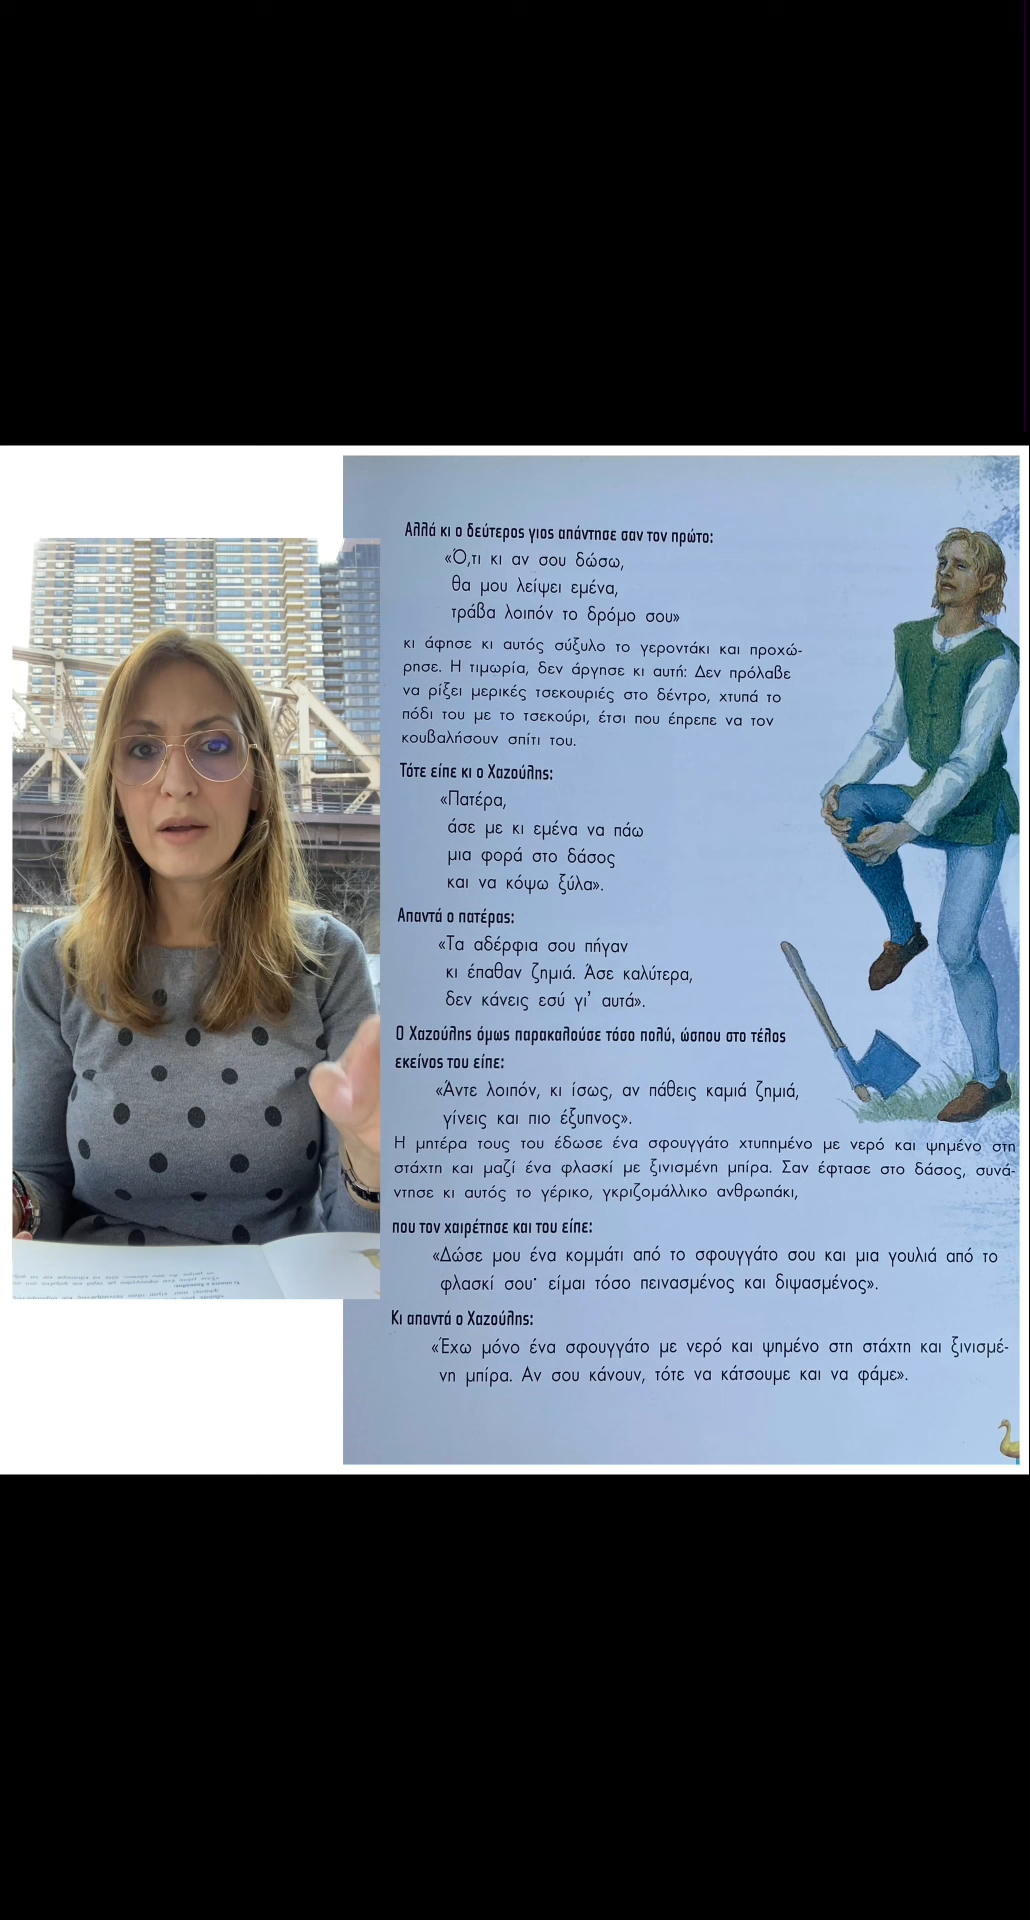 Αλλά κι ο δεύτερος γιος απάντησε σαν τον πρώτο:
«Ό,τι κι αν σου δώσω,
θα μου λείψει εμένα,
τράβα λοιπόν το δρόμο σου»
κι άφησε κι αυτός σύξυλο το γεροντάκι και προχώ-
ρησε. Η τιμωρία, δεν άργησε κι αυτή: Δεν πρόλαβε
να ρίξει μερικές τσεκουριές στο δέντρο, χτυπά το
πόδι του με το τσεκούρι, έτσι που έπρεπε να τον
κουβαλήσουν σπίτι του.
Τότε είπε κι ο Χαζούλης:
«Πατέρα,
άσε με κι εμένα να πάω
μια φορά στο δάσος
και να κόψω ξύλα».
Απαντά ο πατέρας:
«Τα αδέρφια σου πήγαν
κι έπαθαν ζημιά. Άσε καλύτερα,
δεν κάνεις εσύ γι' αυτά».
Ο Χαζούλης όμως παρακαλούσε τόσο πολύ, ώσπου στο τέλος
εκείνος του είπε:
«Άντε λοιπόν, κι ίσως, αν πάθεις καμιά ζημιά,
γίνεις και πιο έξυπνος».
Η μητέρα τους του έδωσε ένα σφουγγάτο χτυπημένο με νερό και ψημένο στη
στάχτη και μαζί ένα φλασκί με ξινισμένη μπίρα. Σαν έφτασε στο δάσος, συνά-
ντησε κι αυτός το γέρικο, γκριζομάλλικο ανθρωπάκι,
που τον χαιρέτησε και του είπε:
«Δώσε μου ένα κομμάτι από το σφουγγάτο σου και μια γουλιά από το
φλασκί σου· είμαι τόσο πεινασμένος και διψασμένος».
Κι απαντά ο Χαζούλης:
«Έχω μόνο ένα σφουγγάτο με νερό και ψημένο στη στάχτη και ξινισμέ-
νη μπίρα. Αν σου κάνουν, τότε να κάτσουμε και να φάμε».